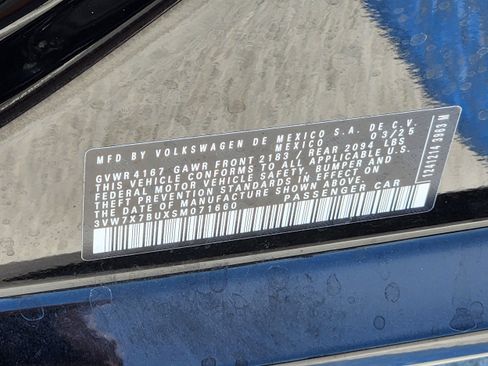 MFD BY VOLKSWAGEN DE MEXICO S.A. DE C.V.
MEXICO 03/25
GVWR 4167 GAWR FRONT 2183 / REAR 2094 LBS
THIS VEHICLE CONFORMS TO ALL APPLICABLE U.S.
FEDERAL MOTOR VEHICLE SAFETY, BUMPER, AND
THEFT PREVENTION STANDARDS IN EFFECT ON
THE DATE OF MANUFACTURE SHOWN ABOVE.
3VW7X7BUXSM071660 PASSENGER CAR
12412214 3963 M